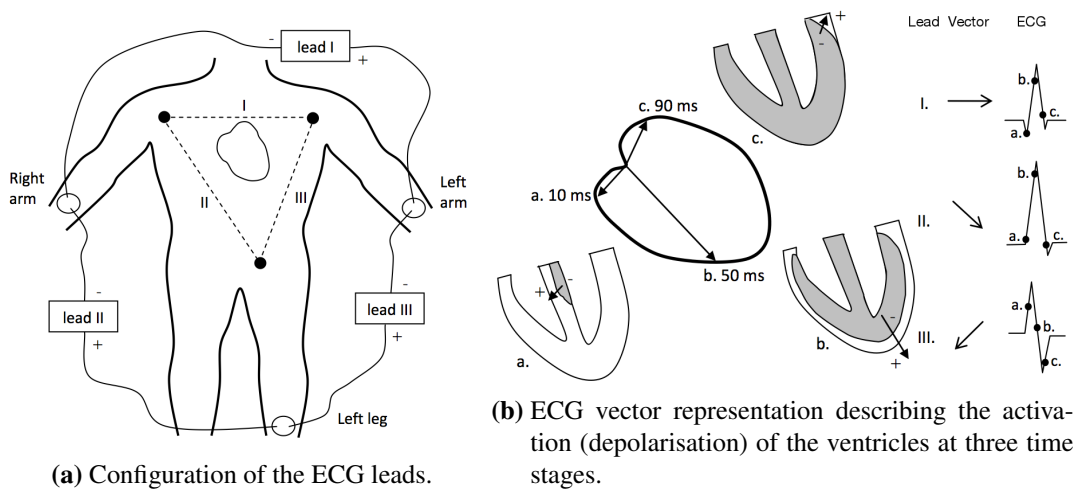 - lead I +
I
II
III
Right
arm
Left
arm
-
lead II
+
-
lead III
+
Left leg
(a) Configuration of the ECG leads.
c. 90 ms
a. 10 ms
b. 50 ms
+
-
c.
-
+
a.
-
+
b.
Lead Vector ECG
I.
b.
c.
a.
II.
b.
a.
c.
III.
a.
b.
c.
(b) ECG vector representation describing the activa-
tion (depolarisation) of the ventricles at three time
stages.